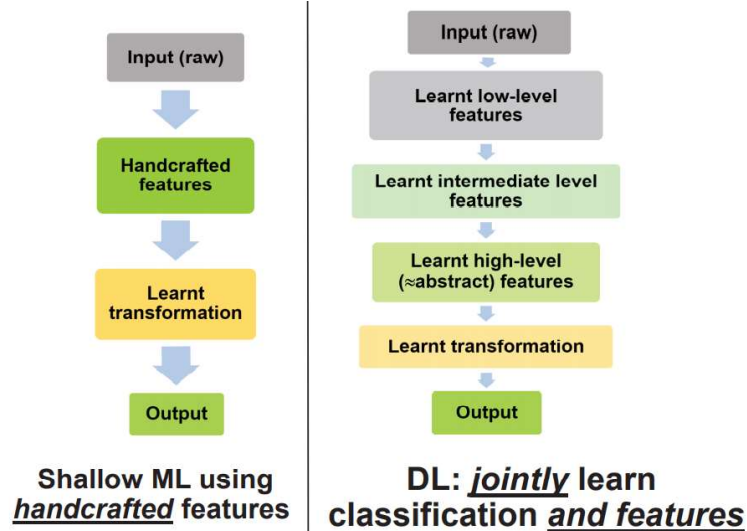 Input (raw)
Handcrafted
features
Learnt
transformation
Output
Shallow ML using
handcrafted features
Input (raw)
Learnt low-level
features
Learnt intermediate level
features
Learnt high-level
(≈abstract) features
Learnt transformation
Output
DL: jointly learn
classification and features